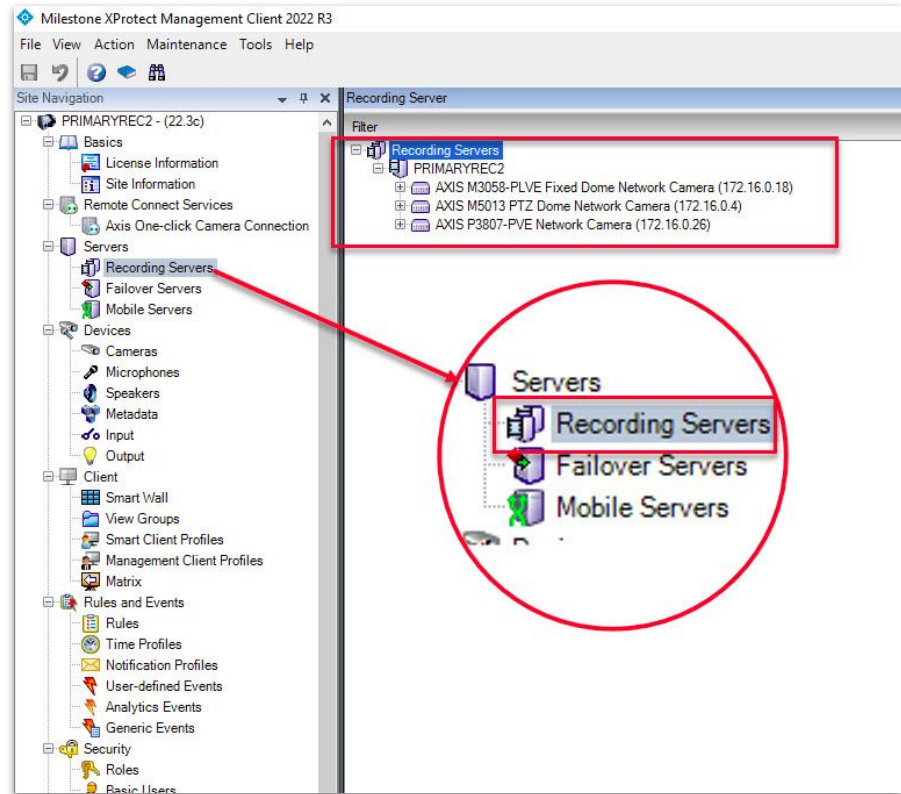 Milestone XProtect Management Client 2022 R3
File View Action Maintenance Tools Help
Site Navigation
PRIMARYREC2 - (22.3c)
Basics
License Information
Site Information
Remote Connect Services
Axis One-click Camera Connection
Servers
Recording Servers
Failover Servers
Mobile Servers
Devices
Cameras
Microphones
Speakers
Metadata
Input
Output
Client
Smart Wall
View Groups
Smart Client Profiles
Management Client Profiles
Matrix
Rules and Events
Rules
Time Profiles
Notification Profiles
User-defined Events
Analytics Events
Generic Events
Security
Roles
Basic Users
Recording Server
Filter
Recording Servers
PRIMARYREC2
AXIS M3058-PLVE Fixed Dome Network Camera (172.16.0.18)
AXIS M5013 PTZ Dome Network Camera (172.16.0.4)
AXIS P3807-PVE Network Camera (172.16.0.26)
Servers
Recording Servers
Failover Servers
Mobile Servers